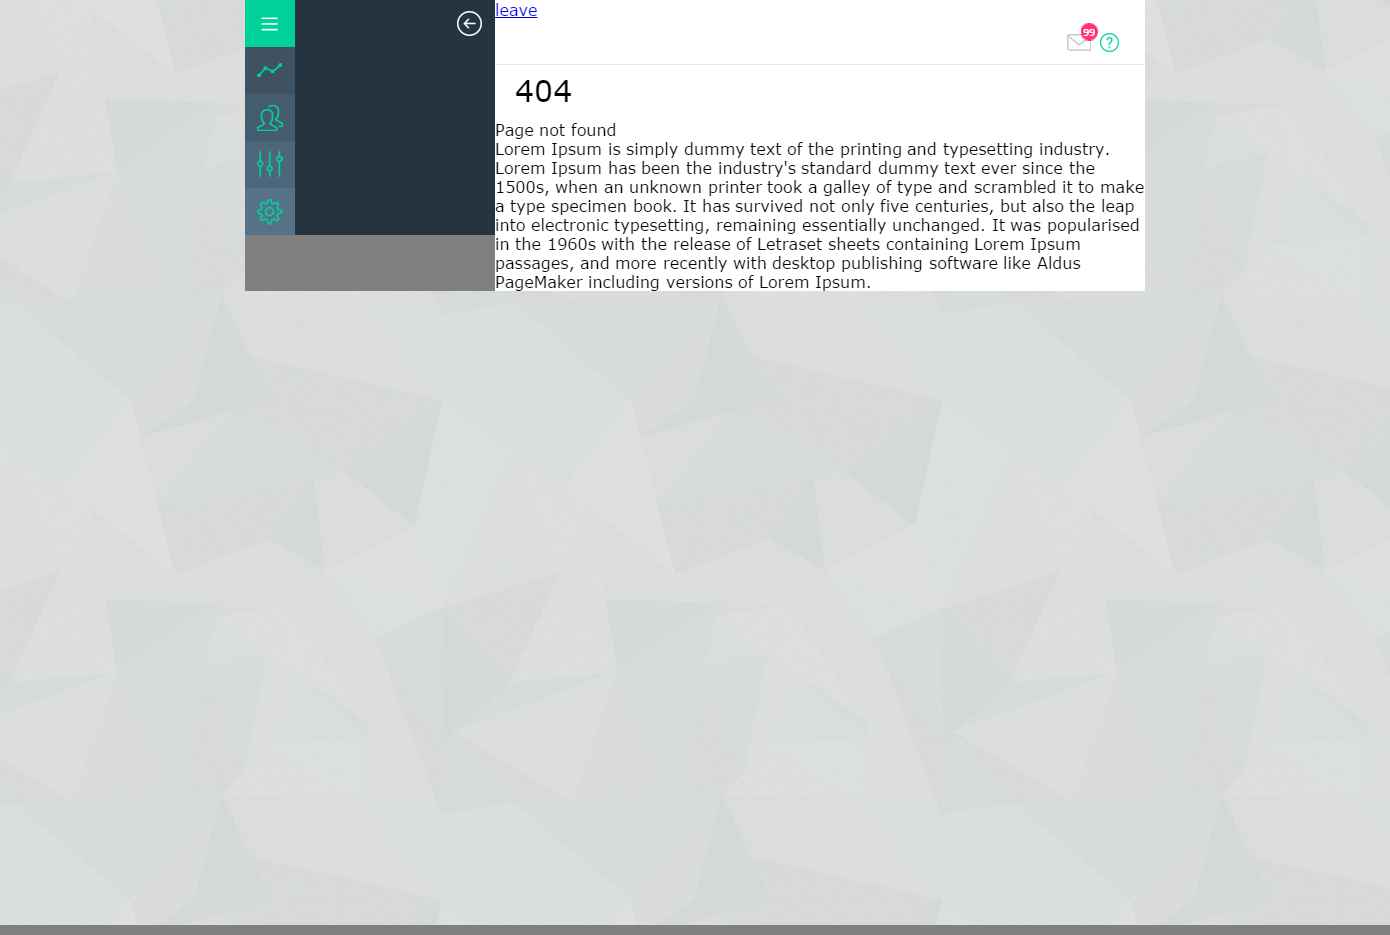 leave
99
?
404
Page not found
Lorem Ipsum is simply dummy text of the printing and typesetting industry.
Lorem Ipsum has been the industry's standard dummy text ever since the
1500s, when an unknown printer took a galley of type and scrambled it to make
a type specimen book. It has survived not only five centuries, but also the leap
into electronic typesetting, remaining essentially unchanged. It was popularised
in the 1960s with the release of Letraset sheets containing Lorem Ipsum
passages, and more recently with desktop publishing software like Aldus
PageMaker including versions of Lorem Ipsum.